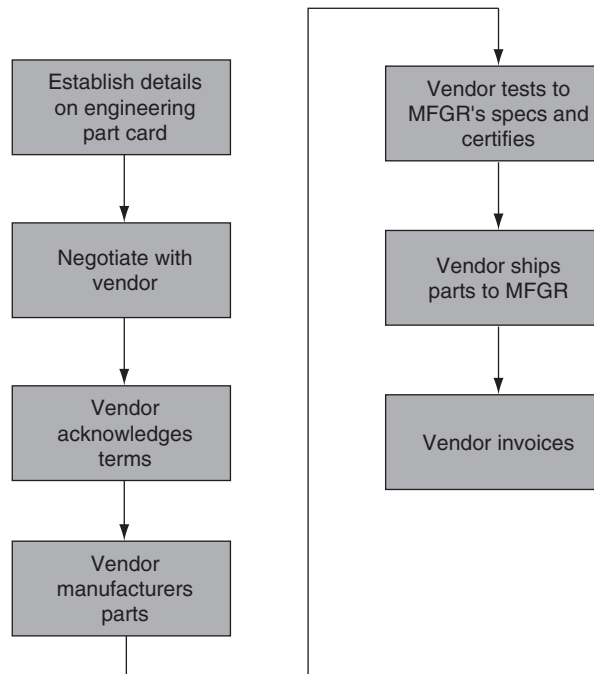 Establish details
on engineering
part card
Negotiate with
vendor
Vendor
acknowledges
terms
Vendor
manufacturers
parts
Vendor tests to
MFGR's specs and
certifies
Vendor ships
parts to MFGR
Vendor invoices